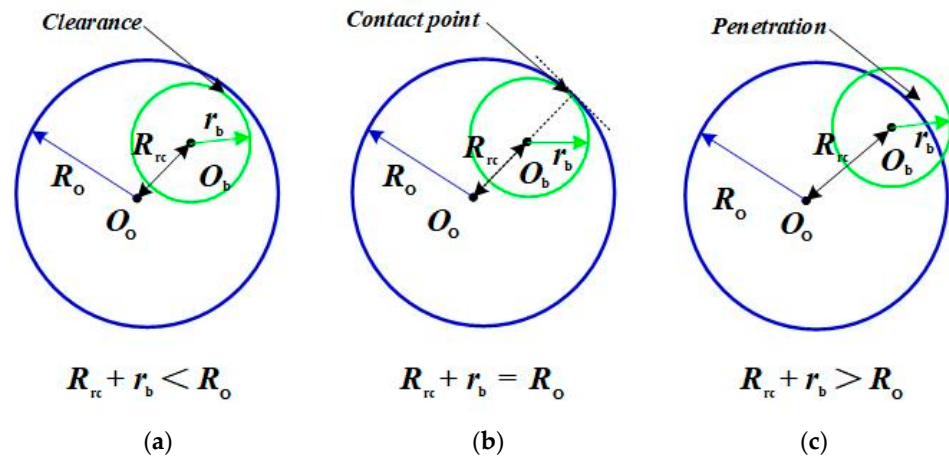 Clearance
Contact point
Penetration
r_b
R_rc
R_O
O_b
O_O
r_b
R_rc
R_O
O_b
O_O
r_b
R_rc
R_O
O_b
O_O
R_rc + r_b < R_O
R_rc + r_b = R_O
R_rc + r_b > R_O
(a)
(b)
(c)